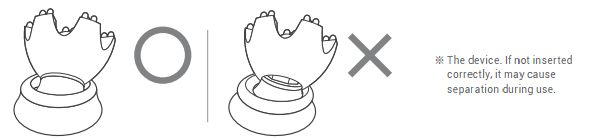 ※ The device. If not inserted
correctly, it may cause
separation during use.